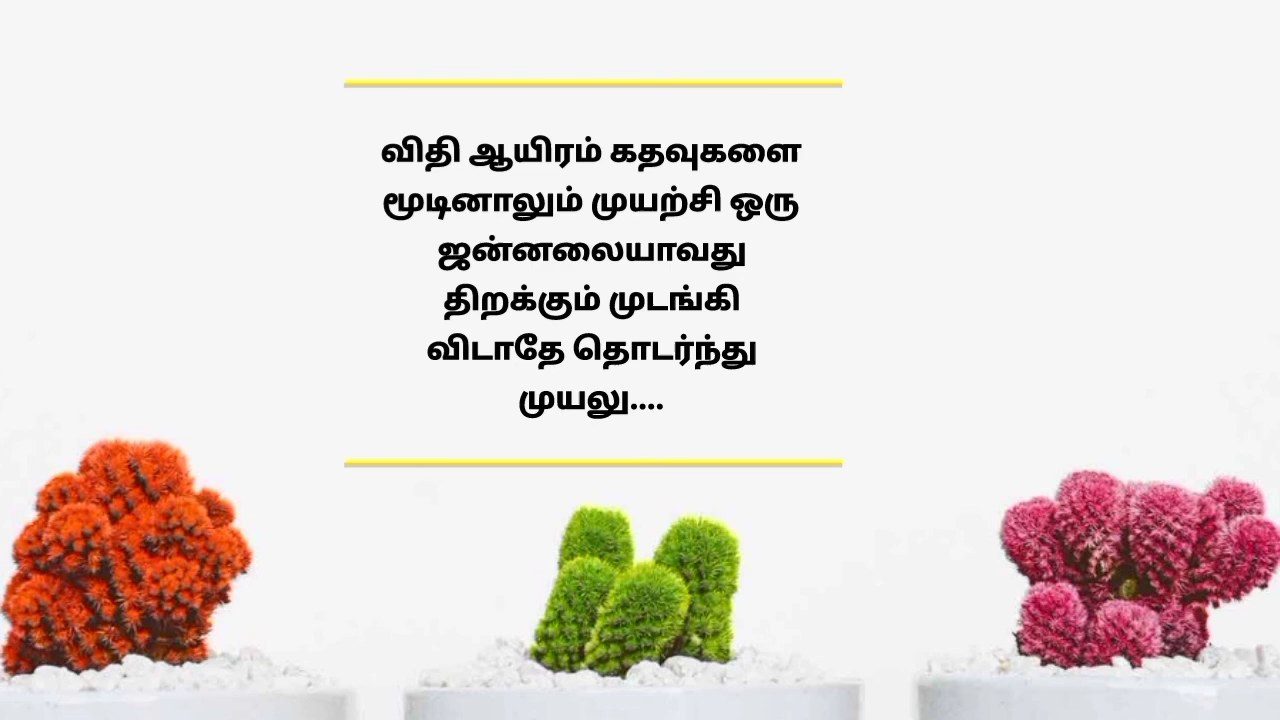 விதி ஆயிரம் கதவுகளை
மூடினாலும் முயற்சி ஒரு
ஜன்னலையாவது
திறக்கும் முடங்கி
விடாதே தொடர்ந்து
முயலு....